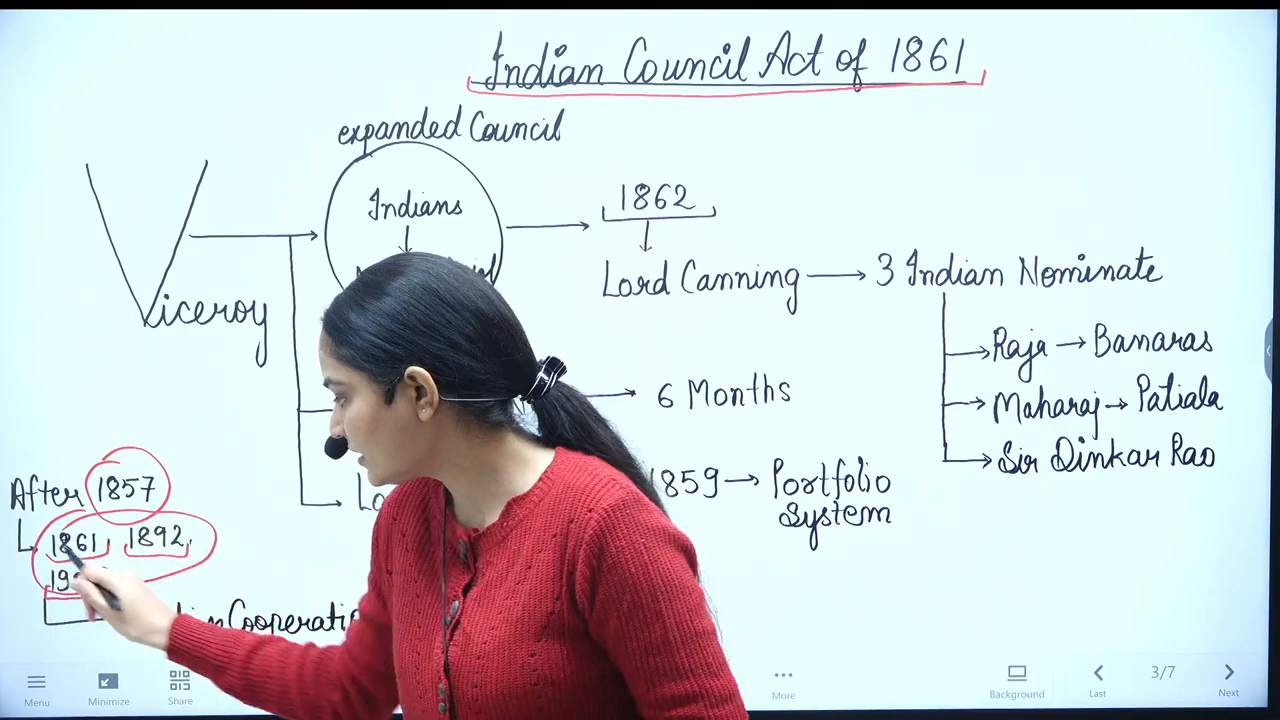 Indian Council Act of 1861
expanded Council
Indians
1862
Viceroy
Lord Canning → 3 Indian Nominate
Raja → Banaras
Maharaj → Patiala
Sir Dinkar Rao
→ 6 Months
1859 → Portfolio
System
After 1857
1861, 1892,
Cooperati
Menu
Minimize
Share
More
Background
Last
3/7
Next